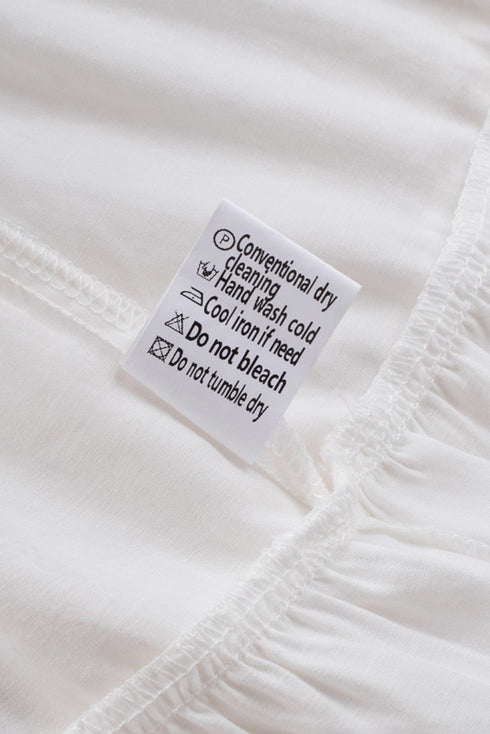 P Conventional dry
cleaning
Hand wash cold
Cool iron if need
Do not bleach
Do not tumble dry